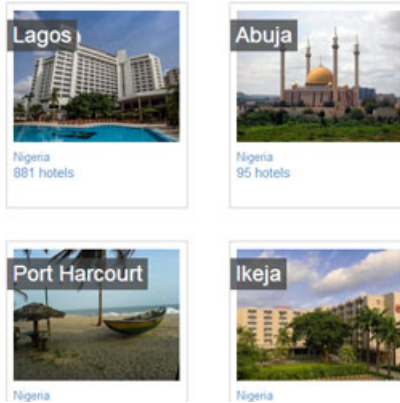 Lagos
Nigeria
881 hotels
Abuja
Nigeria
95 hotels
Port Harcourt
Nigeria
Ikeja
Nigeria